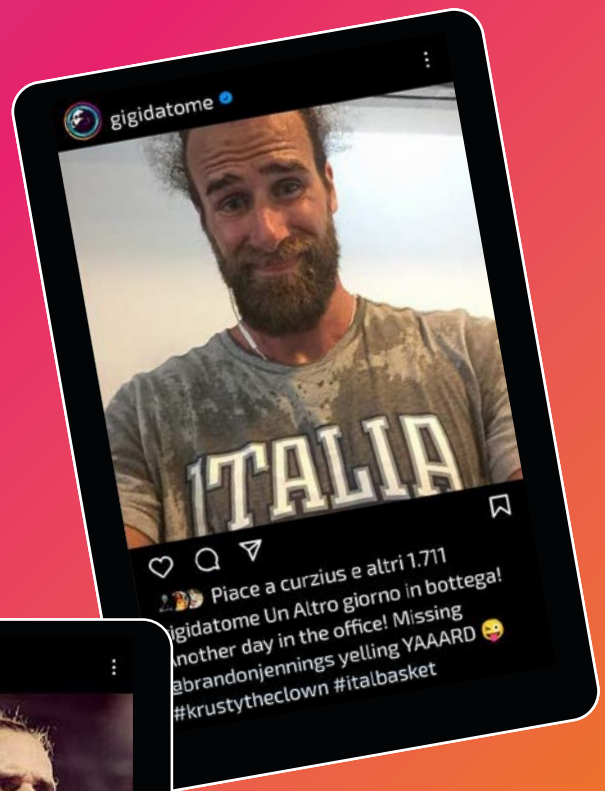 gigidatome
ITALIA
Piace a curzius e altri 1.711
gigidatome Un Altro giorno in bottega!
Another day in the office! Missing
@brandonjennings yelling YAAARD 😜
#krustytheclown #italbasket